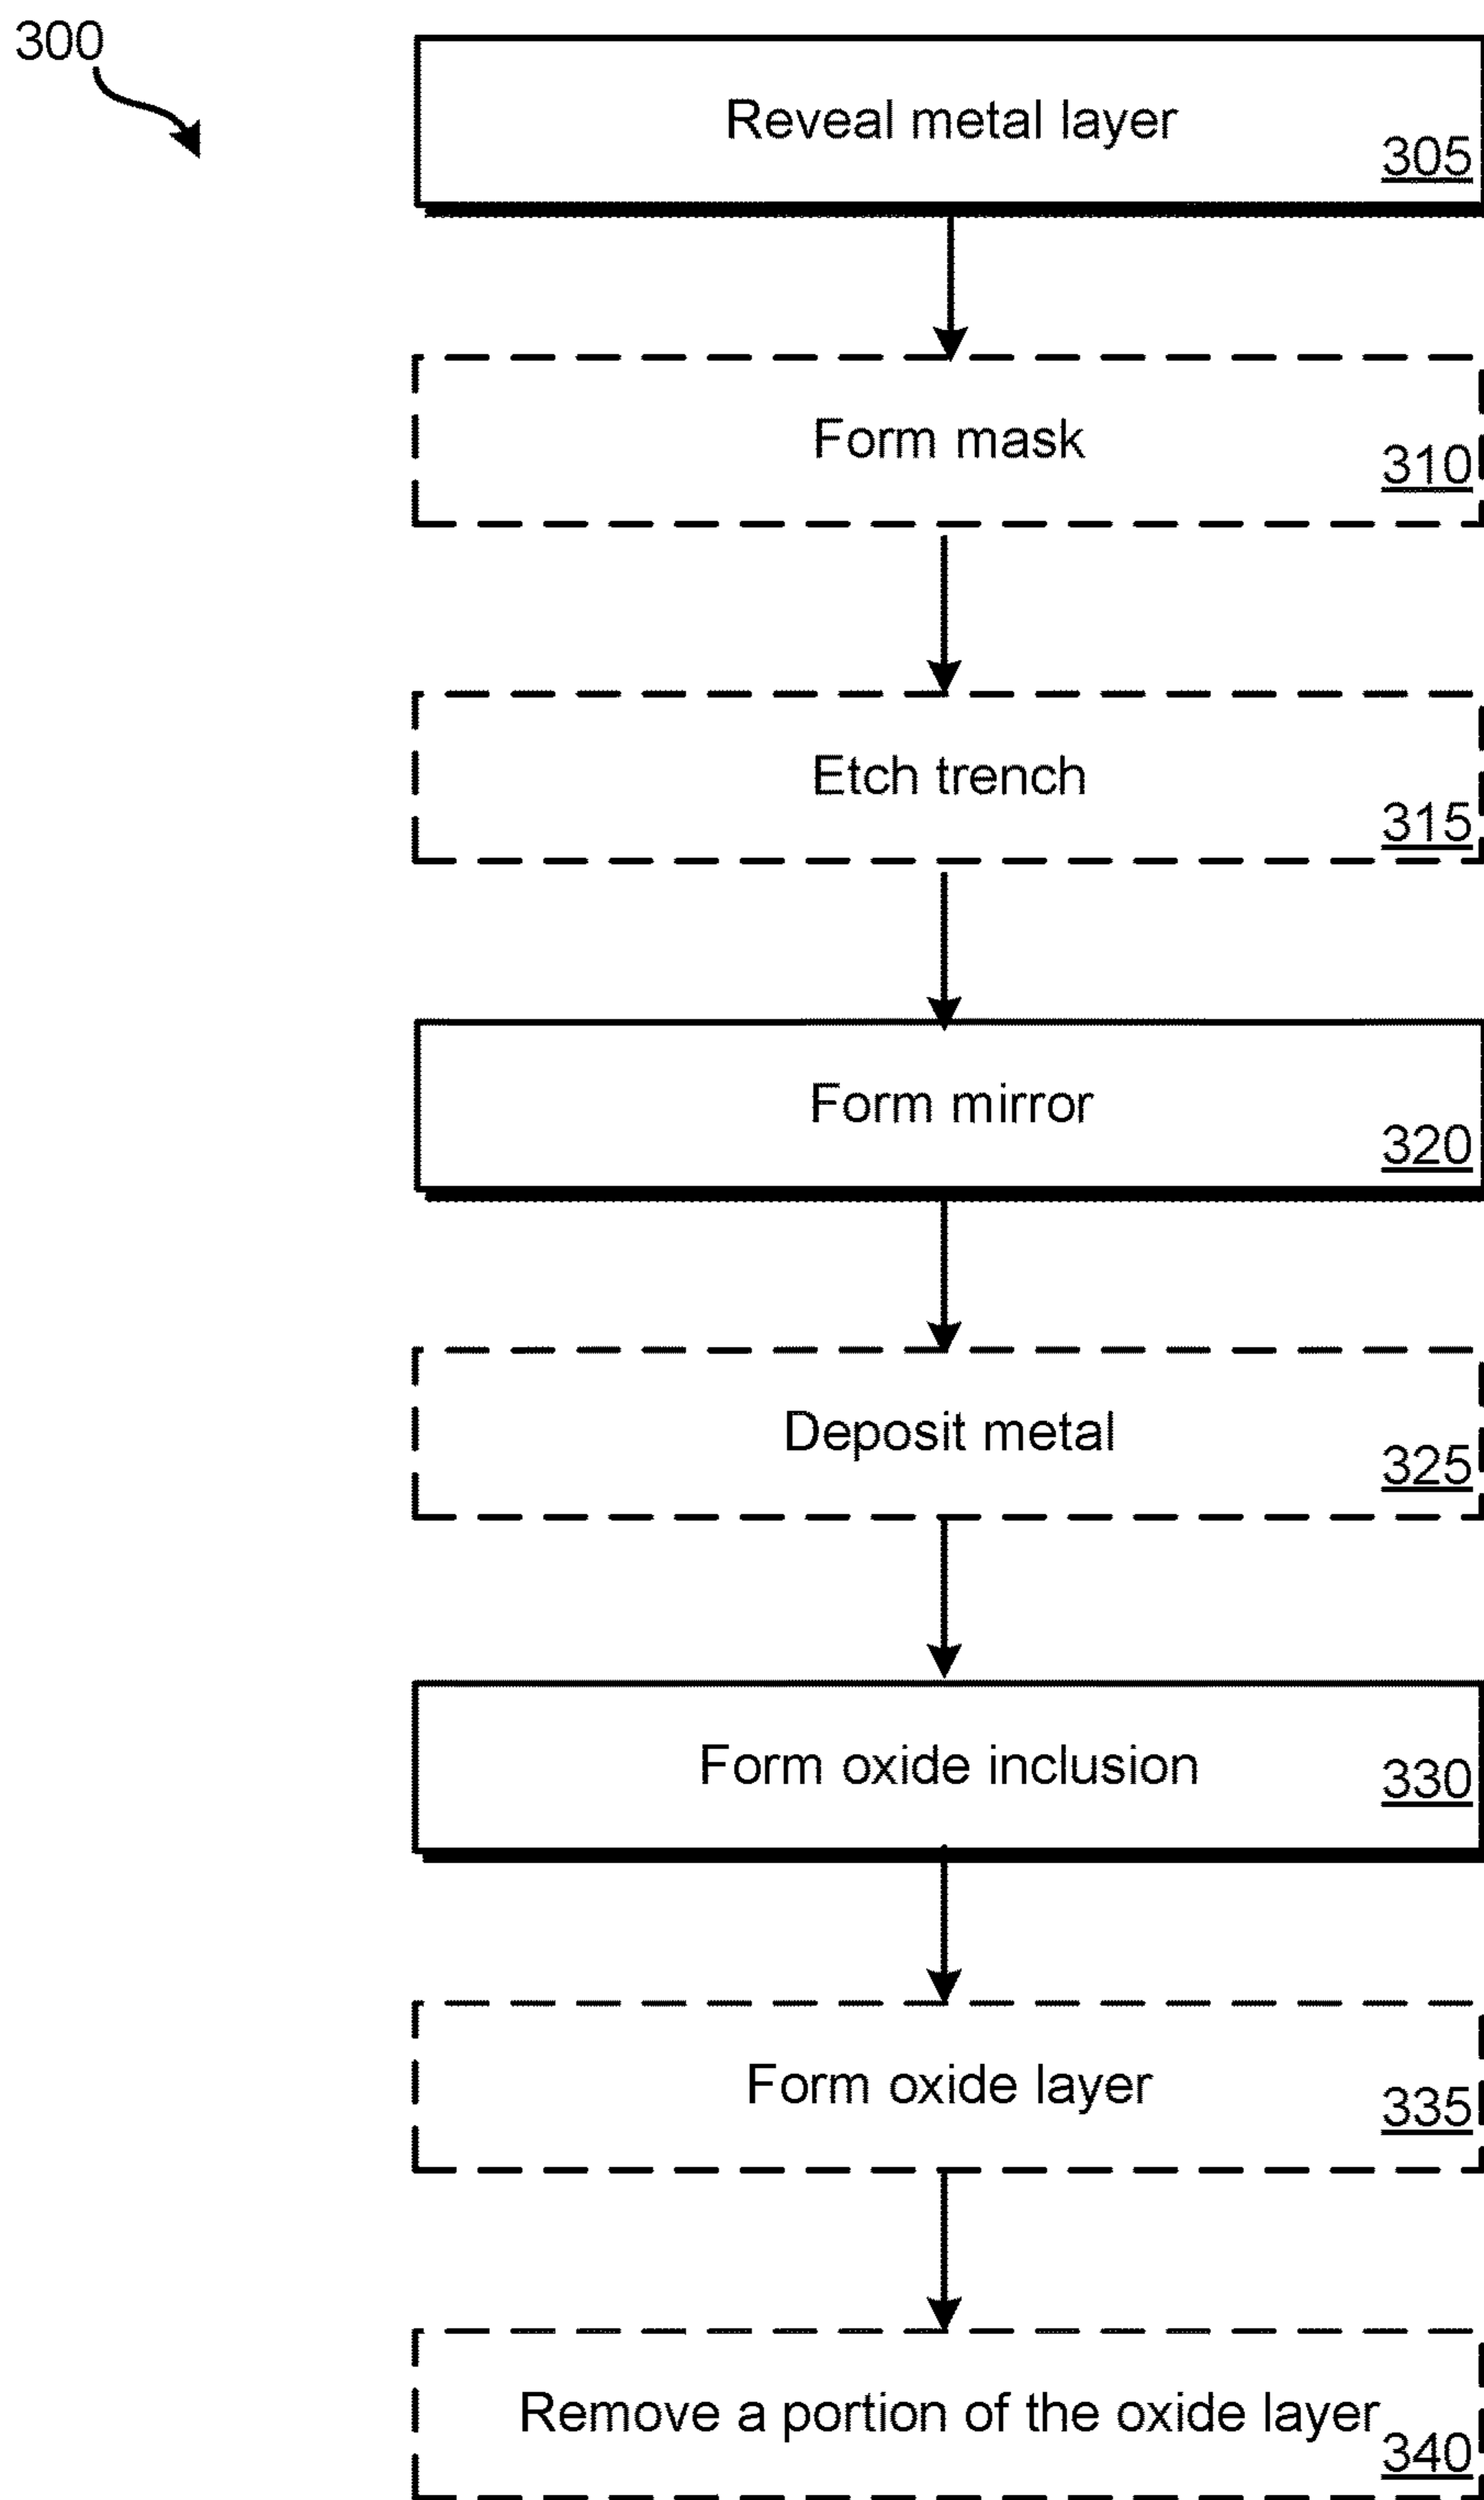 300
Reveal metal layer
305
Form mask
310
Etch trench
315
Form mirror
320
Deposit metal
325
Form oxide inclusion
330
Form oxide layer
335
Remove a portion of the oxide layer
340